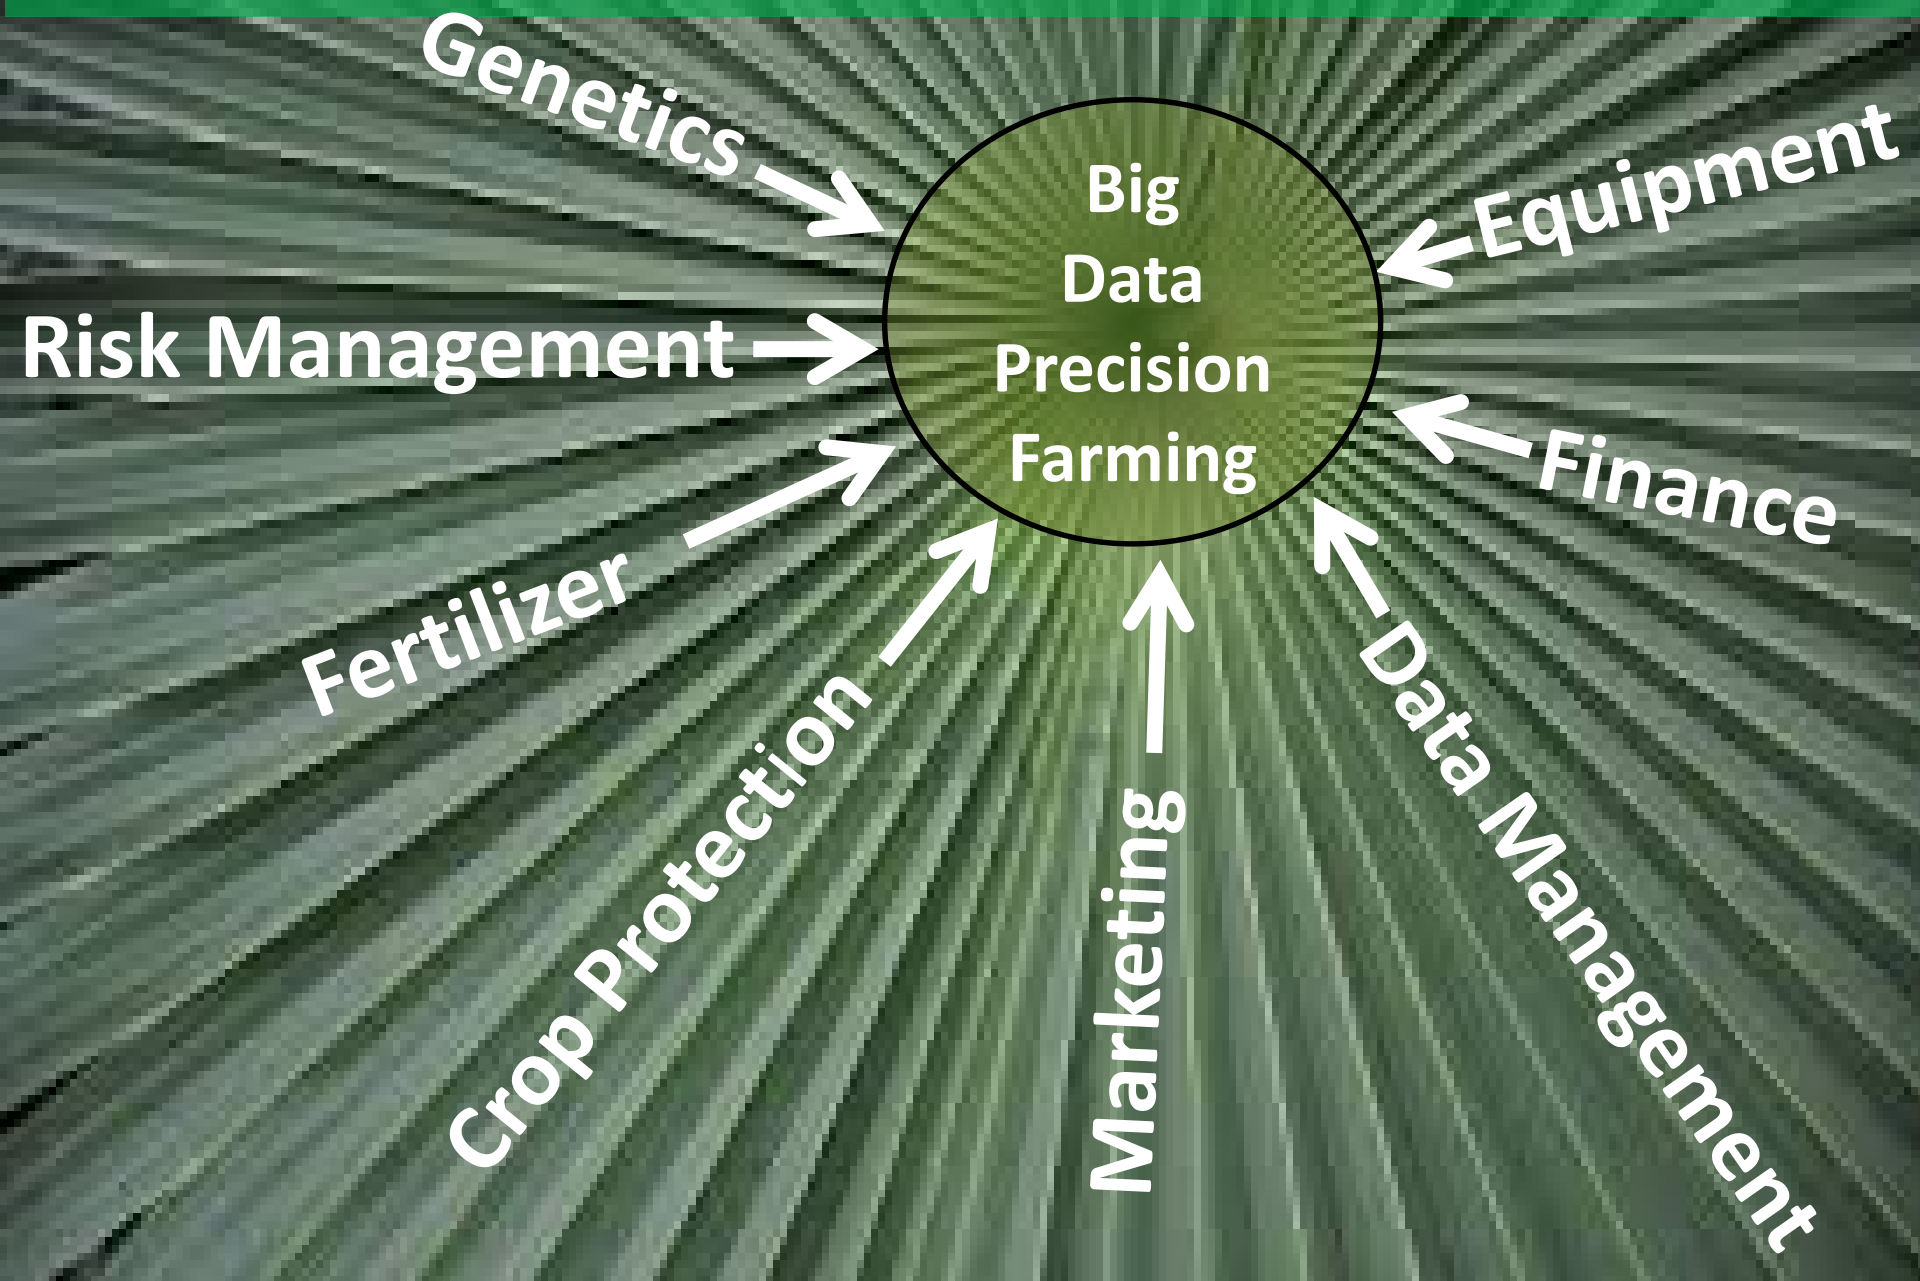 Genetics
Equipment
Big
Data
Precision
Farming
Risk Management
Finance
Fertilizer
Crop Protection
Marketing
Data Management